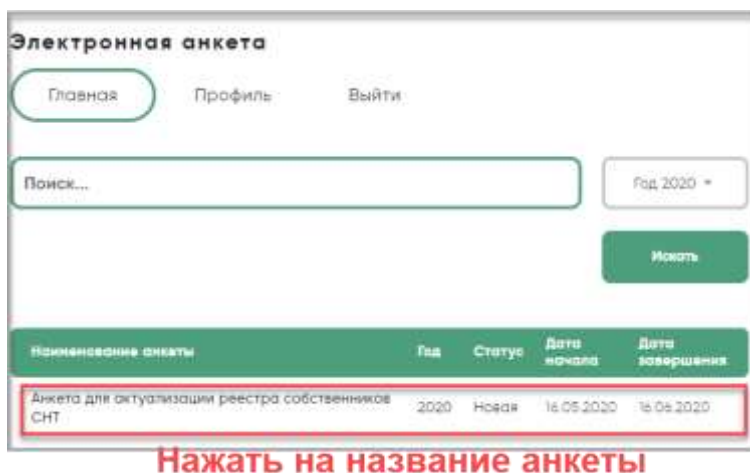 Электронная анкета
Главная Профиль Выйти
Поиск... Год 2020
Искать
Наименование анкеты Год Статус Дата начала Дата завершения
Анкета для актуализации реестра собственников
СНТ 2020 Новая 16.05.2020 16.06.2020
Нажать на название анкеты